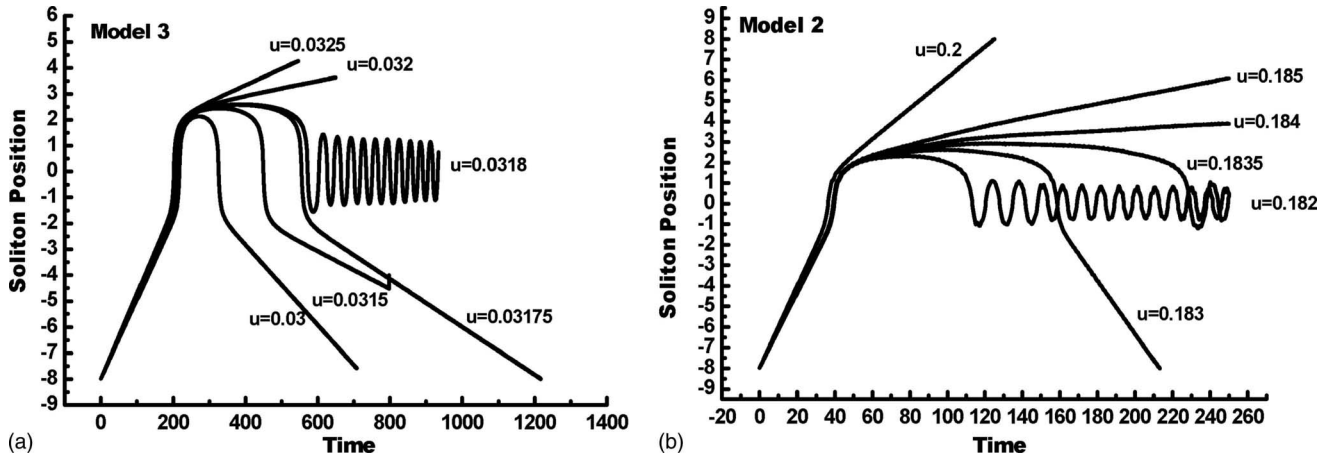 Model 3
u=0.0325
u=0.032
u=0.0318
u=0.0315
u=0.03
u=0.03175
Soliton Position
6
5
4
3
2
1
0
-1
-2
-3
-4
-5
-6
-7
-8
-9
0 200 400 600 800 1000 1200 1400
Time
(a)
Model 2
u=0.2
u=0.185
u=0.184
u=0.1835
u=0.182
u=0.183
Soliton Position
9
8
7
6
5
4
3
2
1
0
-1
-2
-3
-4
-5
-6
-7
-8
-9
-20 0 20 40 60 80 100 120 140 160 180 200 220 240 260
Time
(b)